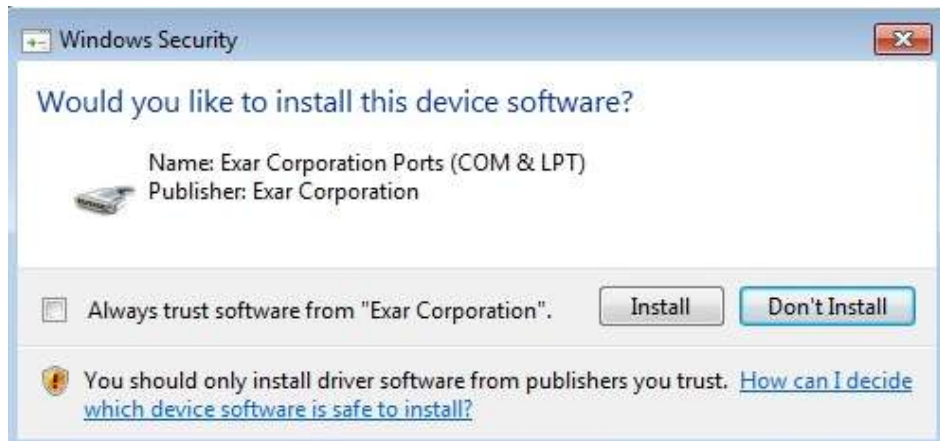 Windows Security
Would you like to install this device software?
Name: Exar Corporation Ports (COM & LPT)
Publisher: Exar Corporation
Always trust software from "Exar Corporation".
Install
Don't Install
You should only install driver software from publishers you trust. How can I decide
which device software is safe to install?